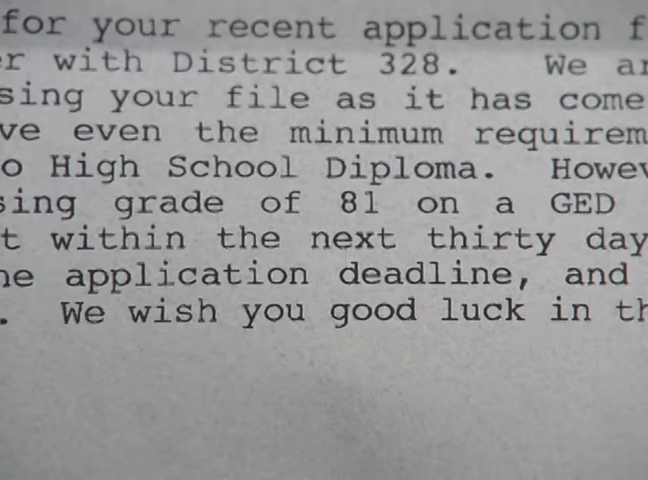 for your recent application f
er with District 328. We ar
sing your file as it has come
ve even the minimum requirem
o High School Diploma. Howev
sing grade of 81 on a GED
t within the next thirty day
he application deadline, and
. We wish you good luck in th